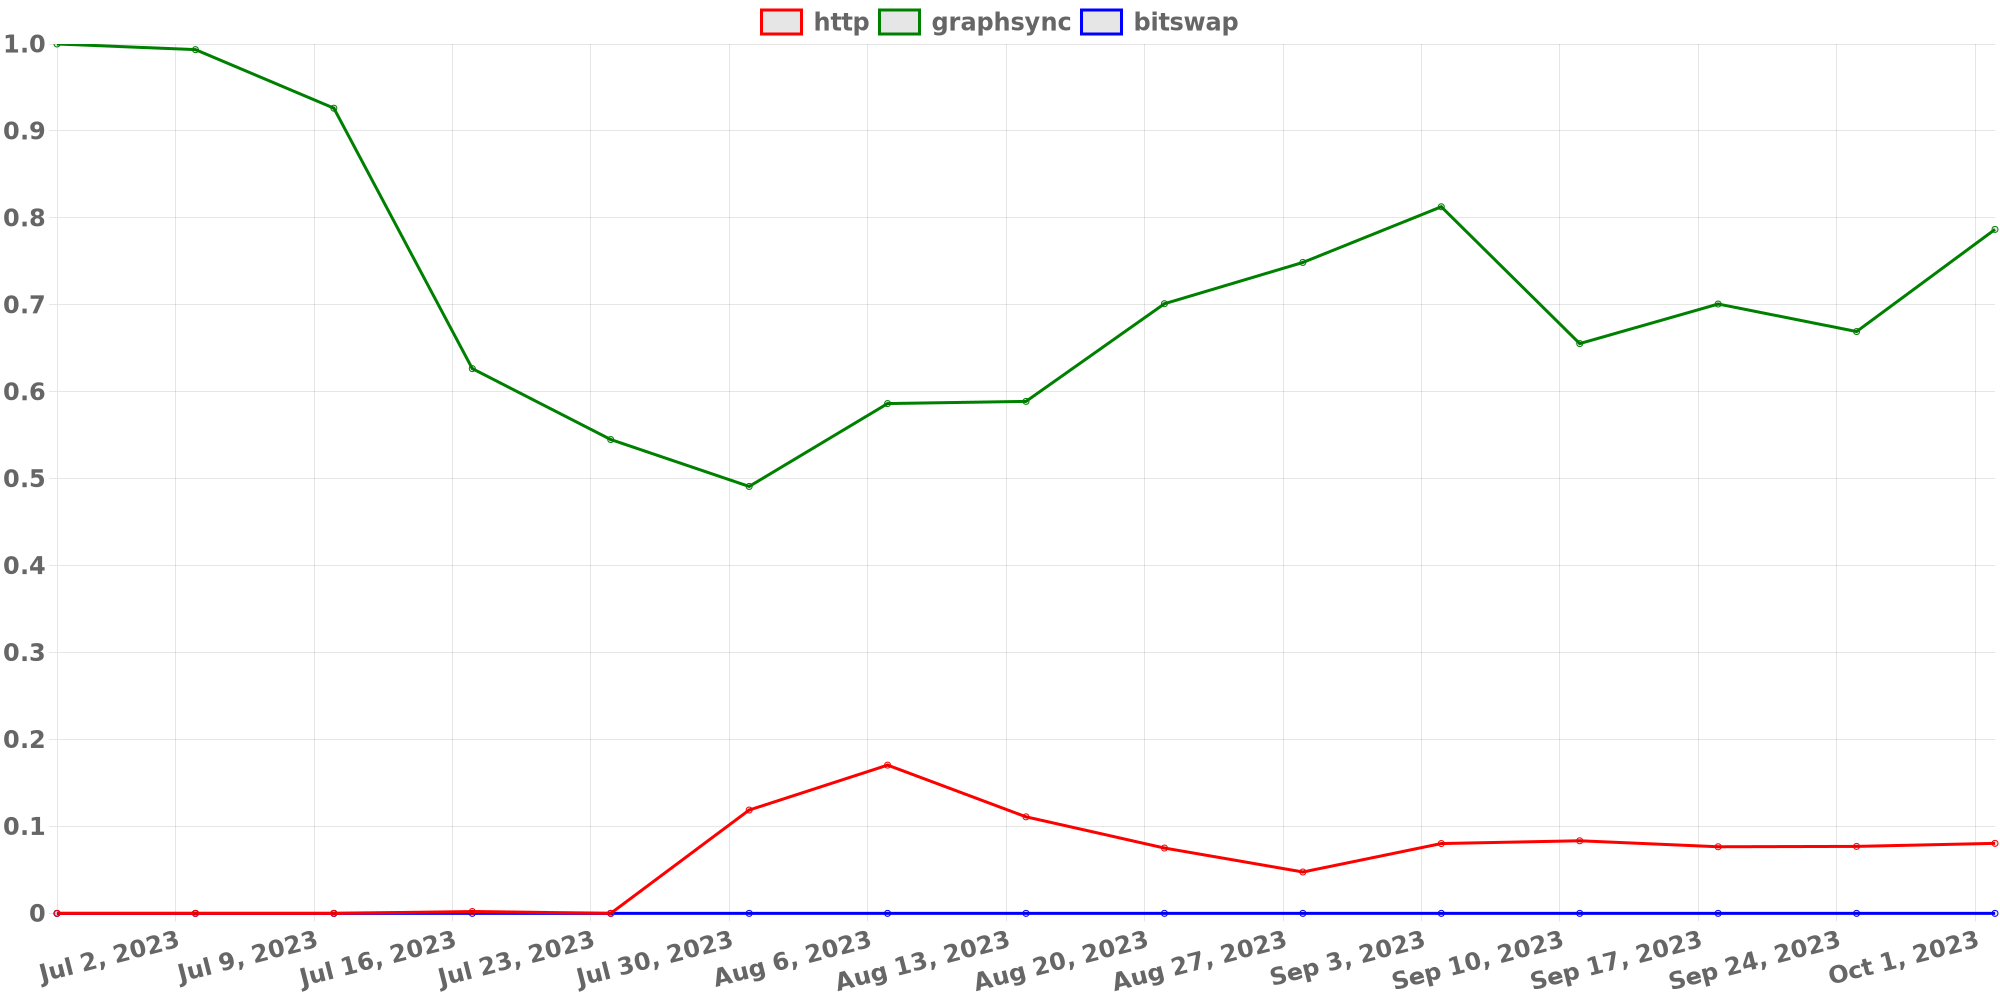 http graphsync bitswap
1.0
0.9
0.8
0.7
0.6
0.5
0.4
0.3
0.2
0.1
0
Jul 2, 2023
Jul 9, 2023
Jul 16, 2023
Jul 23, 2023
Jul 30, 2023
Aug 6, 2023
Aug 13, 2023
Aug 20, 2023
Aug 27, 2023
Sep 3, 2023
Sep 10, 2023
Sep 17, 2023
Sep 24, 2023
Oct 1, 2023